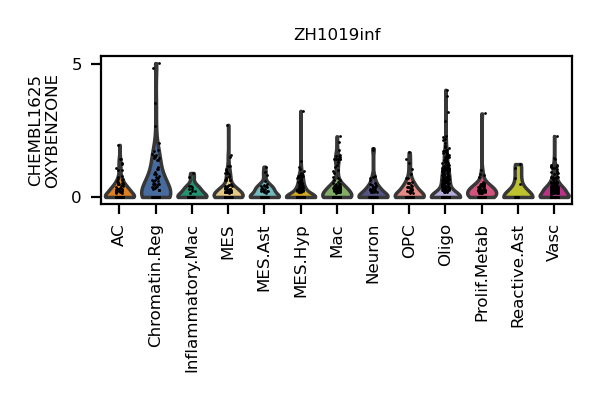 ZH1019inf
CHEMBL1625
OXYBENZONE
5
0
AC
Chromatin.Reg
Inflammatory.Mac
MES
MES.Ast
MES.Hyp
Mac
Neuron
OPC
Oligo
Prolif.Metab
Reactive.Ast
Vasc